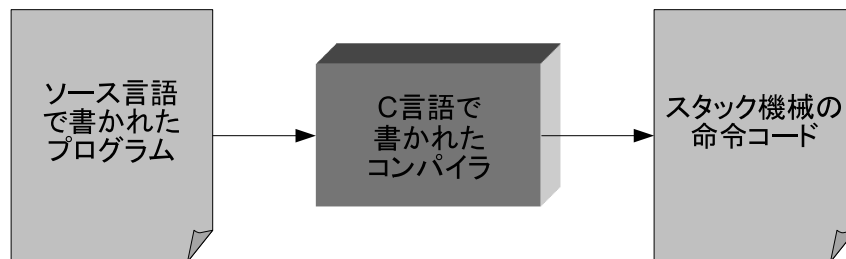 ソース言語
で書かれた
プログラム
C言語で
書かれた
コンパイラ
スタック機械の
命令コード